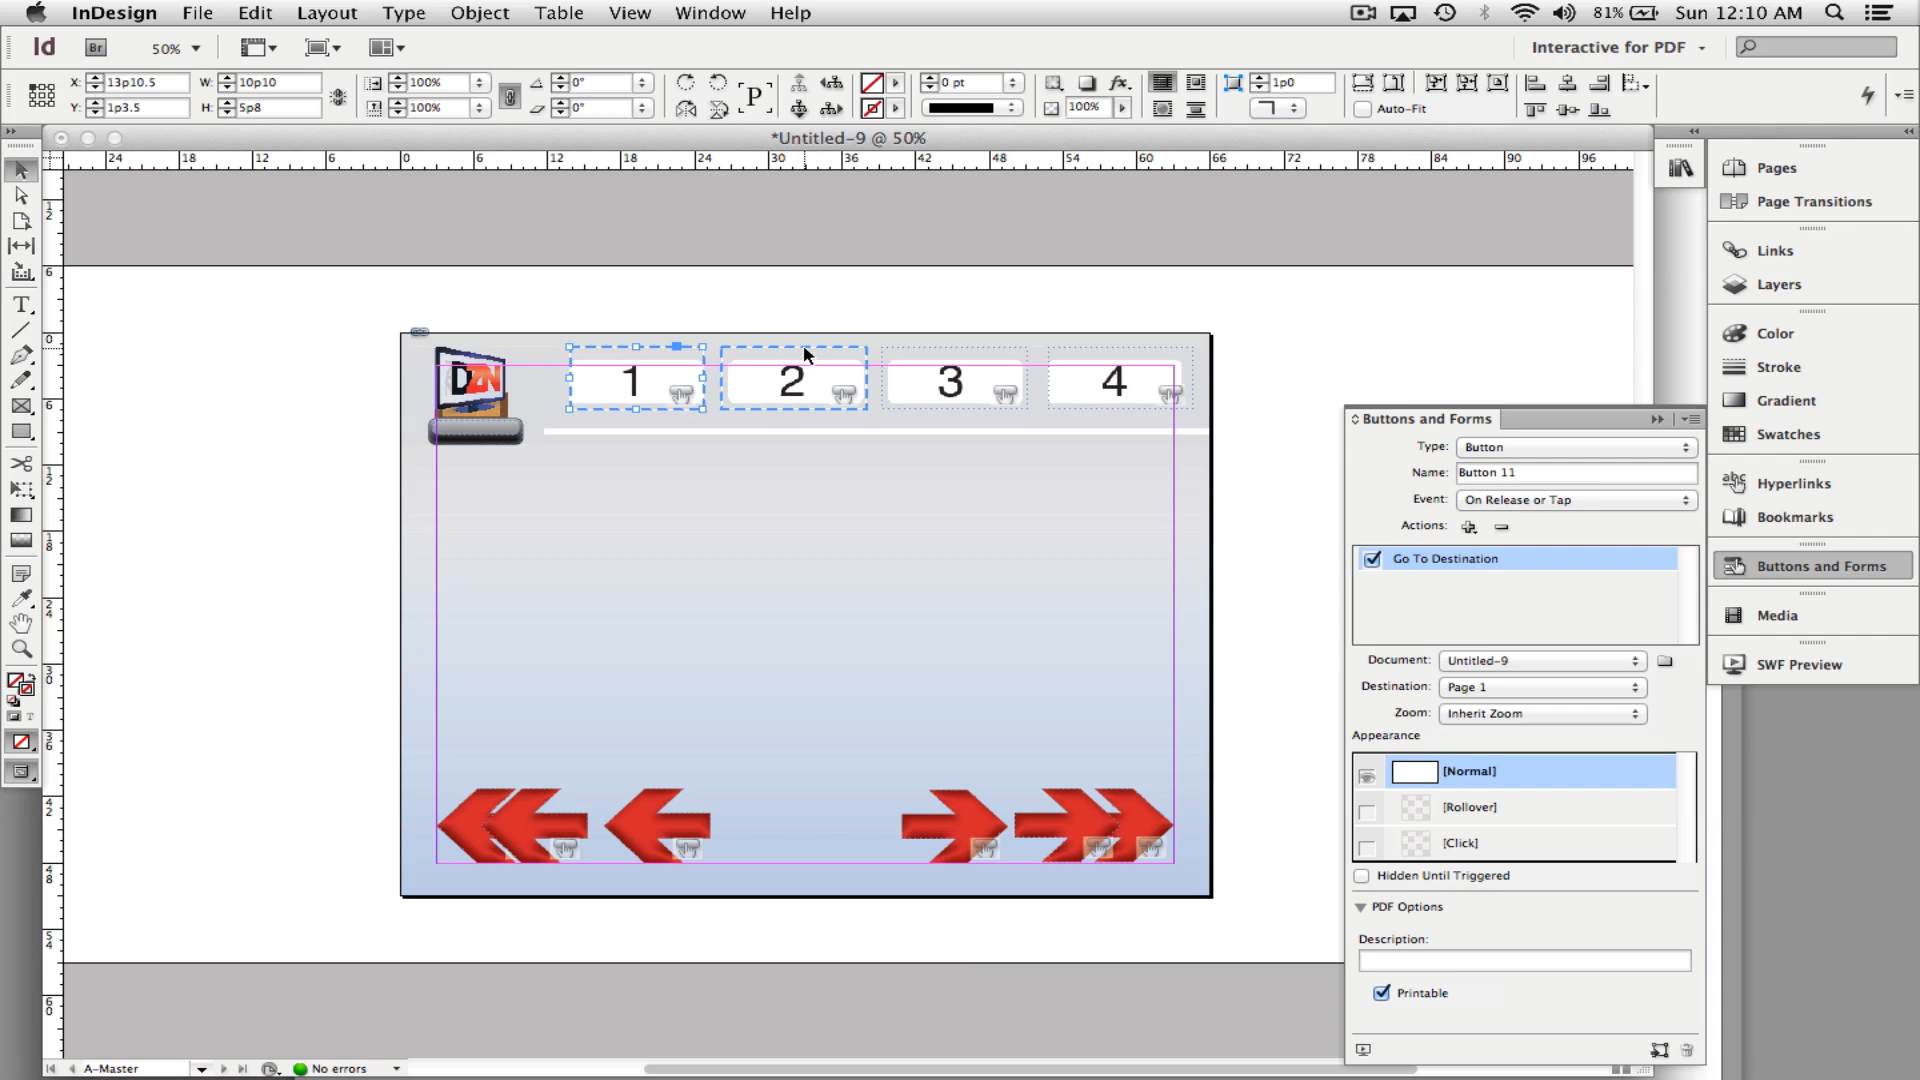 InDesign File Edit Layout Type Object Table View Window Help 81% Sun 12:10 AM
Id Br 50% Interactive for PDF
X: 13p10.5 W: 10p10 100% 0° 0 pt fx. 1p0
Y: 1p3.5 H: 5p8 100% 0° P 100% Auto-Fit
*Untitled-9 @ 50%
24 18 12 6 0 6 12 18 24 30 36 42 48 54 60 66 72 78 84 90 96
DZN
1 2 3 4
Pages
Page Transitions
Links
Layers
Color
Stroke
Gradient
Swatches
Hyperlinks
Bookmarks
Buttons and Forms
Media
SWF Preview
Buttons and Forms
Type: Button
Name: Button 11
Event: On Release or Tap
Actions:
Go To Destination
Document: Untitled-9
Destination: Page 1
Zoom: Inherit Zoom
Appearance
[Normal]
[Rollover]
[Click]
Hidden Until Triggered
PDF Options
Description:
Printable
A-Master No errors